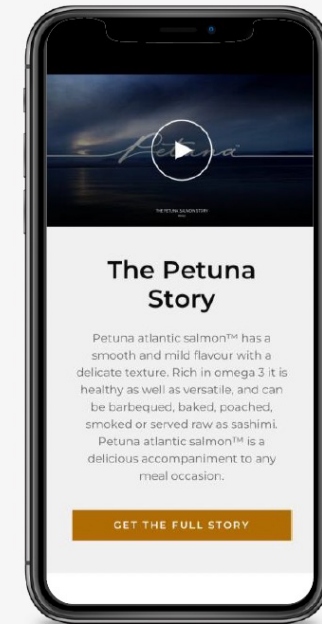 Petuna
THE PETUNA SALMON STORY
The Petuna
Story
Petuna atlantic salmon™ has a
smooth and mild flavour with a
delicate texture. Rich in omega 3 it is
healthy as well as versatile, and can
be barbequed, baked, poached,
smoked or served raw as sashimi.
Petuna atlantic salmon™ is a
delicious accompaniment to any
meal occasion.
GET THE FULL STORY